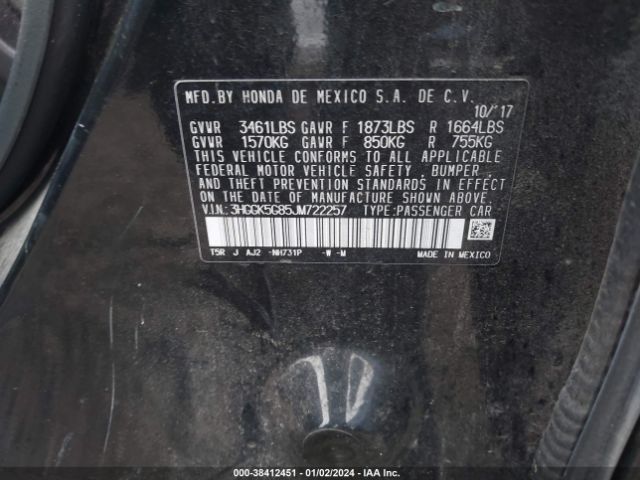 MFD.BY HONDA DE MEXICO S.A. DE C.V.
10/'17
GVWR 3461LBS GAWR F 1873LBS R 1664LBS
GVWR 1570KG GAWR F 850KG R 755KG
THIS VEHICLE CONFORMS TO ALL APPLICABLE
FEDERAL MOTOR VEHICLE SAFETY , BUMPER ,
AND THEFT PREVENTION STANDARDS IN EFFECT
ON THE DATE OF MANUFACTURE SHOWN ABOVE.
V.I.N.: 3HGGK5G85JM722257 TYPE:PASSENGER CAR
T5R J AJ2 -NH731P -W -M MADE IN MEXICO
000-38412451 - 01/02/2024 - IAA Inc.